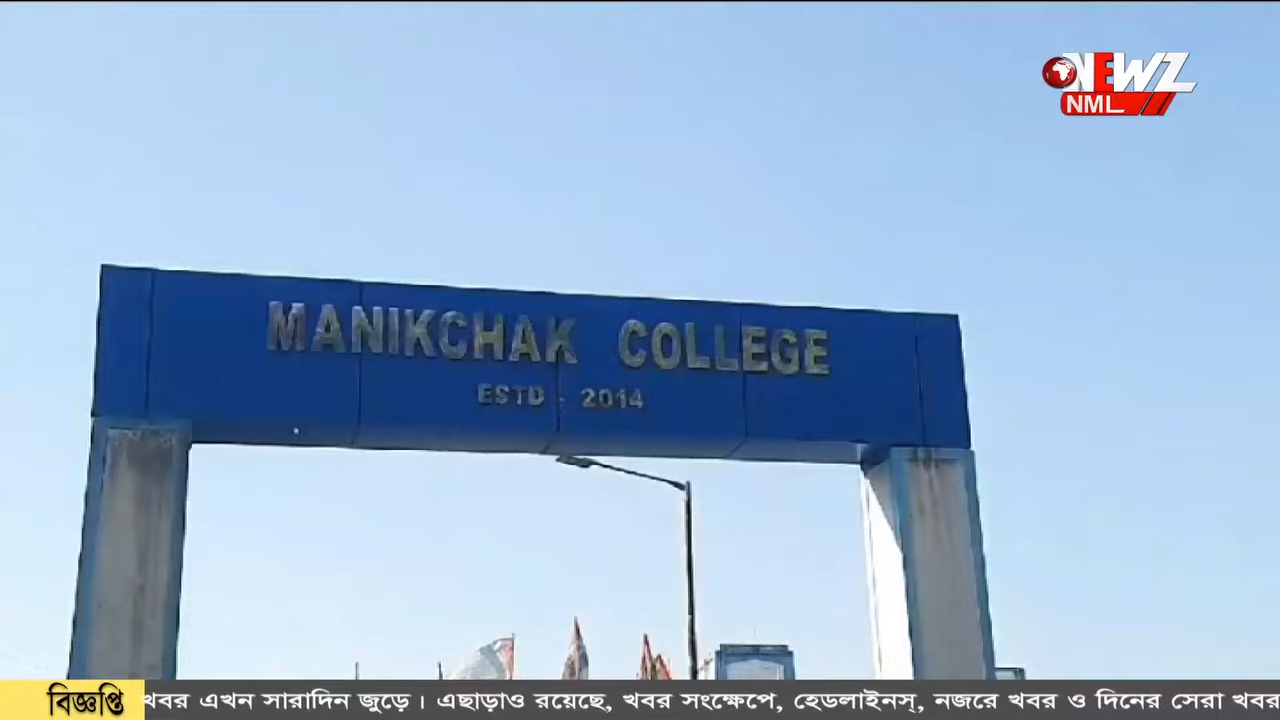 NEWZ
NML
MANIKCHAK COLLEGE
ESTD - 2014
বিজ্ঞপ্তি
খবর এখন সারাদিন জুড়ে। এছাড়াও রয়েছে, খবর সংক্ষেপে, হেডলাইনস্, নজরে খবর ও দিনের সেরা খবর